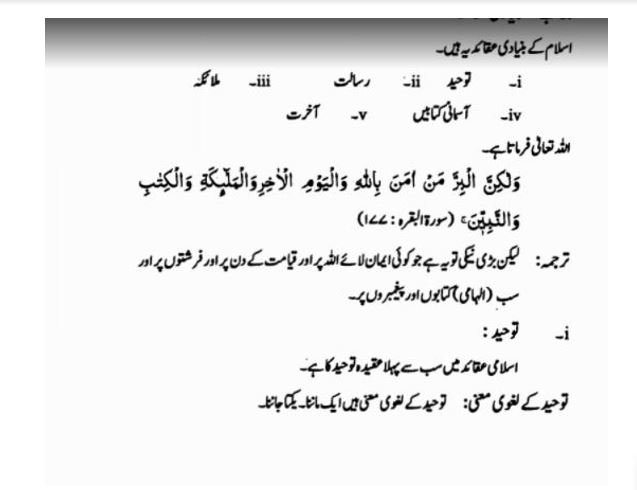 اسلام کے بنیادی عقائد یہ ہیں۔
i۔ توحید ii۔ رسالت iii۔ ملائکہ
iv۔ آسمانی کتابیں v۔ آخرت
اللہ تعالیٰ فرماتا ہے۔
وَلٰكِنَّ الْبِرَّ مَنْ اٰمَنَ بِاللّٰهِ وَالْيَوْمِ الْاٰخِرِ وَالْمَلٰٓئِكَةِ وَالْكِتٰبِ
وَالنَّبِيّٖنَ ۚ (سورۃ البقرہ: ۱۷۷)
ترجمہ: لیکن بڑی نیکی تو یہ ہے جو کوئی ایمان لائے اللہ پر اور قیامت کے دن پر اور فرشتوں پر اور
سب (الہامی) کتابوں اور پیغمبروں پر۔
i۔ توحید:
اسلامی عقائد میں سب سے پہلا عقیدہ توحید کا ہے۔
توحید کے لغوی معنی: توحید کے لغوی معنی ہیں ایک ماننا۔ یکتا جاننا۔